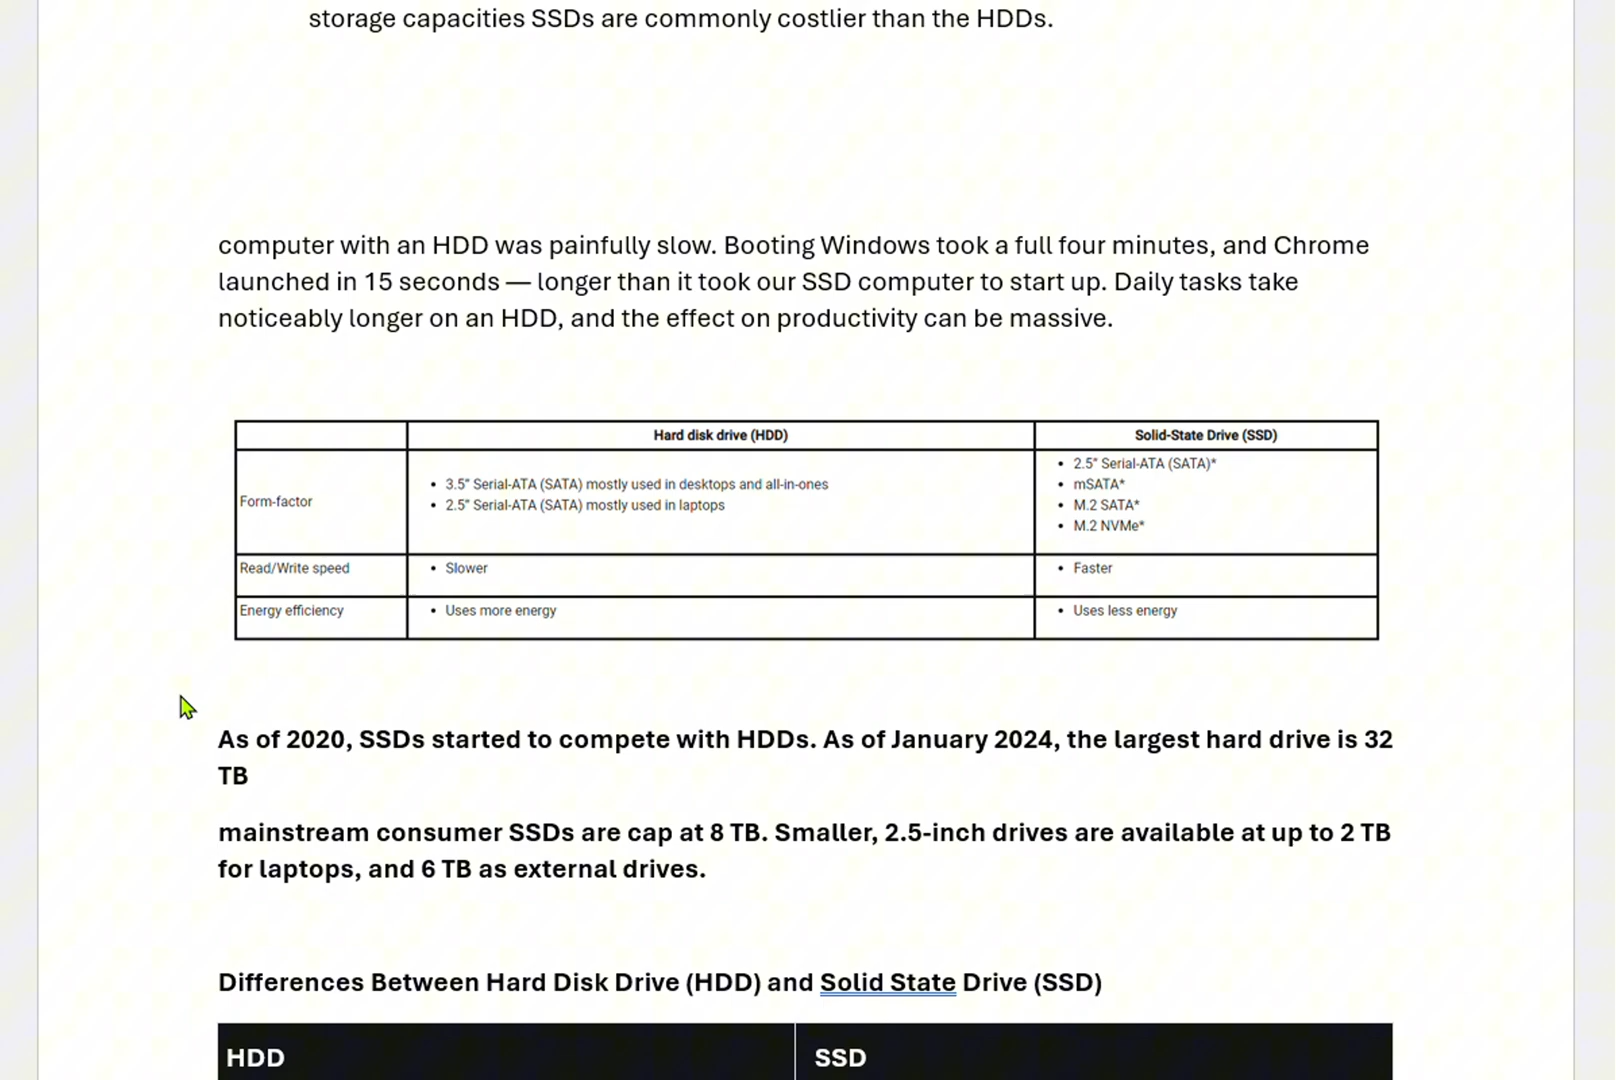 storage capacities SSDs are commonly costlier than the HDDs.
computer with an HDD was painfully slow. Booting Windows took a full four minutes, and Chrome
launched in 15 seconds — longer than it took our SSD computer to start up. Daily tasks take
noticeably longer on an HDD, and the effect on productivity can be massive.
Hard disk drive (HDD) Solid-State Drive (SSD)
Form-factor
• 3.5" Serial-ATA (SATA) mostly used in desktops and all-in-ones
• 2.5" Serial-ATA (SATA) mostly used in laptops
• 2.5" Serial-ATA (SATA)*
• mSATA*
• M.2 SATA*
• M.2 NVMe*
Read/Write speed • Slower • Faster
Energy efficiency • Uses more energy • Uses less energy
As of 2020, SSDs started to compete with HDDs. As of January 2024, the largest hard drive is 32
TB
mainstream consumer SSDs are cap at 8 TB. Smaller, 2.5-inch drives are available at up to 2 TB
for laptops, and 6 TB as external drives.
Differences Between Hard Disk Drive (HDD) and Solid State Drive (SSD)
HDD SSD